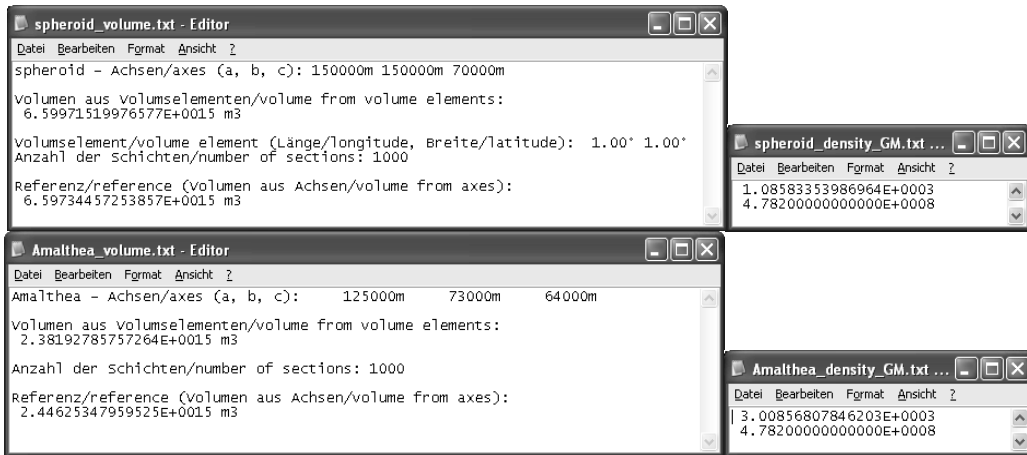 spheroid_volume.txt - Editor
Datei Bearbeiten Format Ansicht ?
spheroid - Achsen/axes (a, b, c): 150000m 150000m 70000m
Volumen aus Volumselementen/volume from volume elements:
6.59971519976577E+0015 m3
Volumselement/volume element (Länge/longitude, Breite/latitude): 1.00° 1.00°
Anzahl der Schichten/number of sections: 1000
Referenz/reference (Volumen aus Achsen/volume from axes):
6.59734457253857E+0015 m3
spheroid_density_GM.txt ...
Datei Bearbeiten Format Ansicht ?
1.08583353986964E+0003
4.78200000000000E+0008
Amalthea_volume.txt - Editor
Datei Bearbeiten Format Ansicht ?
Amalthea - Achsen/axes (a, b, c): 125000m 73000m 64000m
Volumen aus Volumselementen/volume from volume elements:
2.38192785757264E+0015 m3
Anzahl der Schichten/number of sections: 1000
Referenz/reference (Volumen aus Achsen/volume from axes):
2.44625347959525E+0015 m3
Amalthea_density_GM.txt ...
Datei Bearbeiten Format Ansicht ?
3.00856807846203E+0003
4.78200000000000E+0008